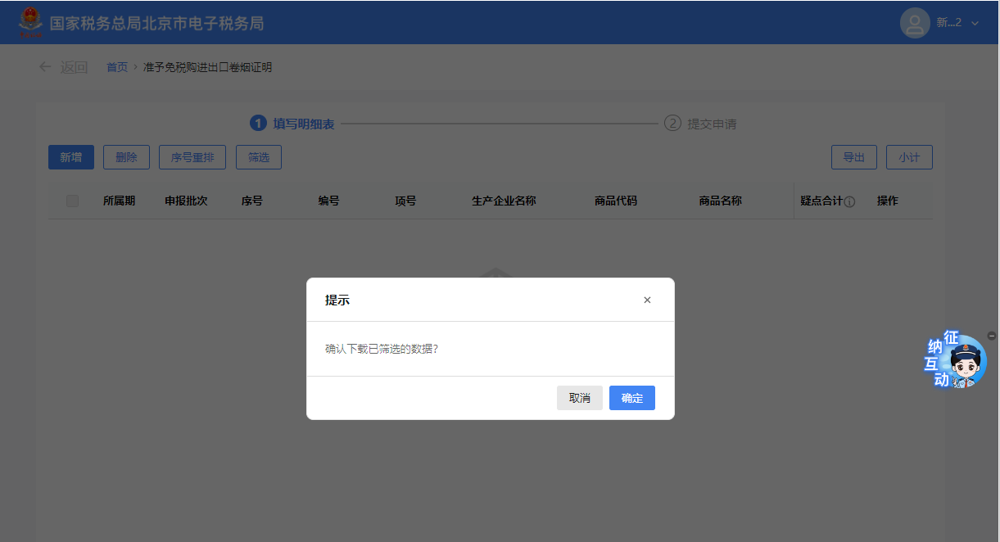 国家税务总局北京市电子税务局
新...2
返回 首页 › 准予免税购进出口卷烟证明
1 填写明细表 2 提交申请
新增 删除 序号重排 筛选 导出 小计
所属期 申报批次 序号 编号 项号 生产企业名称 商品代码 商品名称 疑点合计 操作
提示
确认下载已筛选的数据?
取消 确定
征
纳
互
动